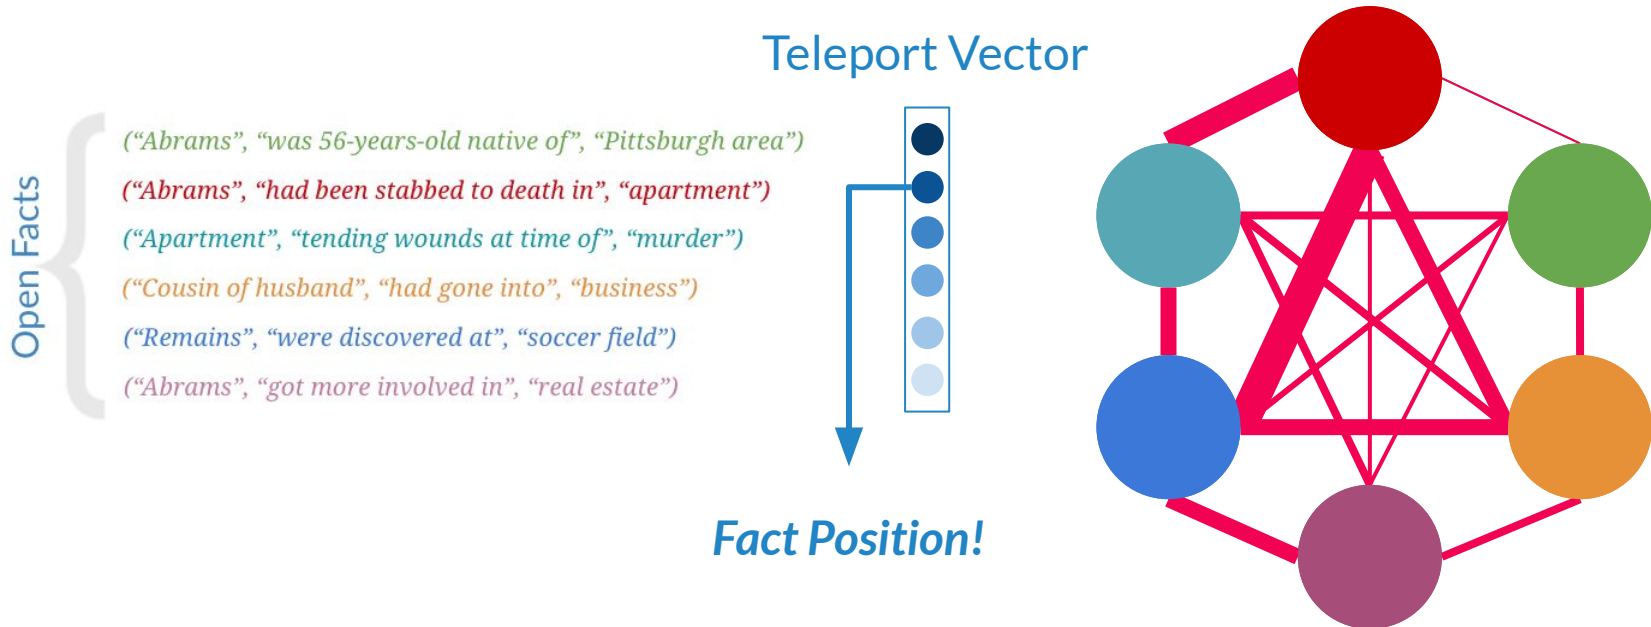 Teleport Vector
Open Facts
(“Abrams”, “was 56-years-old native of”, “Pittsburgh area”)
(“Abrams”, “had been stabbed to death in”, “apartment”)
(“Apartment”, “tending wounds at time of”, “murder”)
(“Cousin of husband”, “had gone into”, “business”)
(“Remains”, “were discovered at”, “soccer field”)
(“Abrams”, “got more involved in”, “real estate”)
Fact Position!